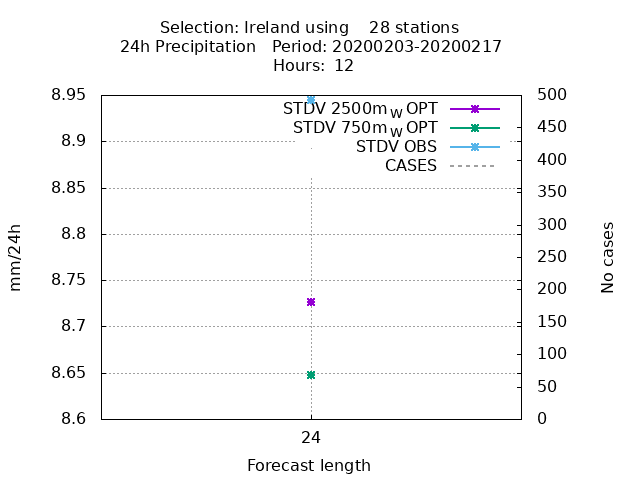 Selection: Ireland using    28 stations
24h Precipitation   Period: 20200203-20200217
Hours:  12
8.95
8.9
8.85
8.8
8.75
8.7
8.65
8.6
500
450
400
350
300
250
200
150
100
50
0
STDV 2500m_W OPT
STDV 750m_W OPT
STDV OBS
CASES
mm/24h
No cases
24
Forecast length